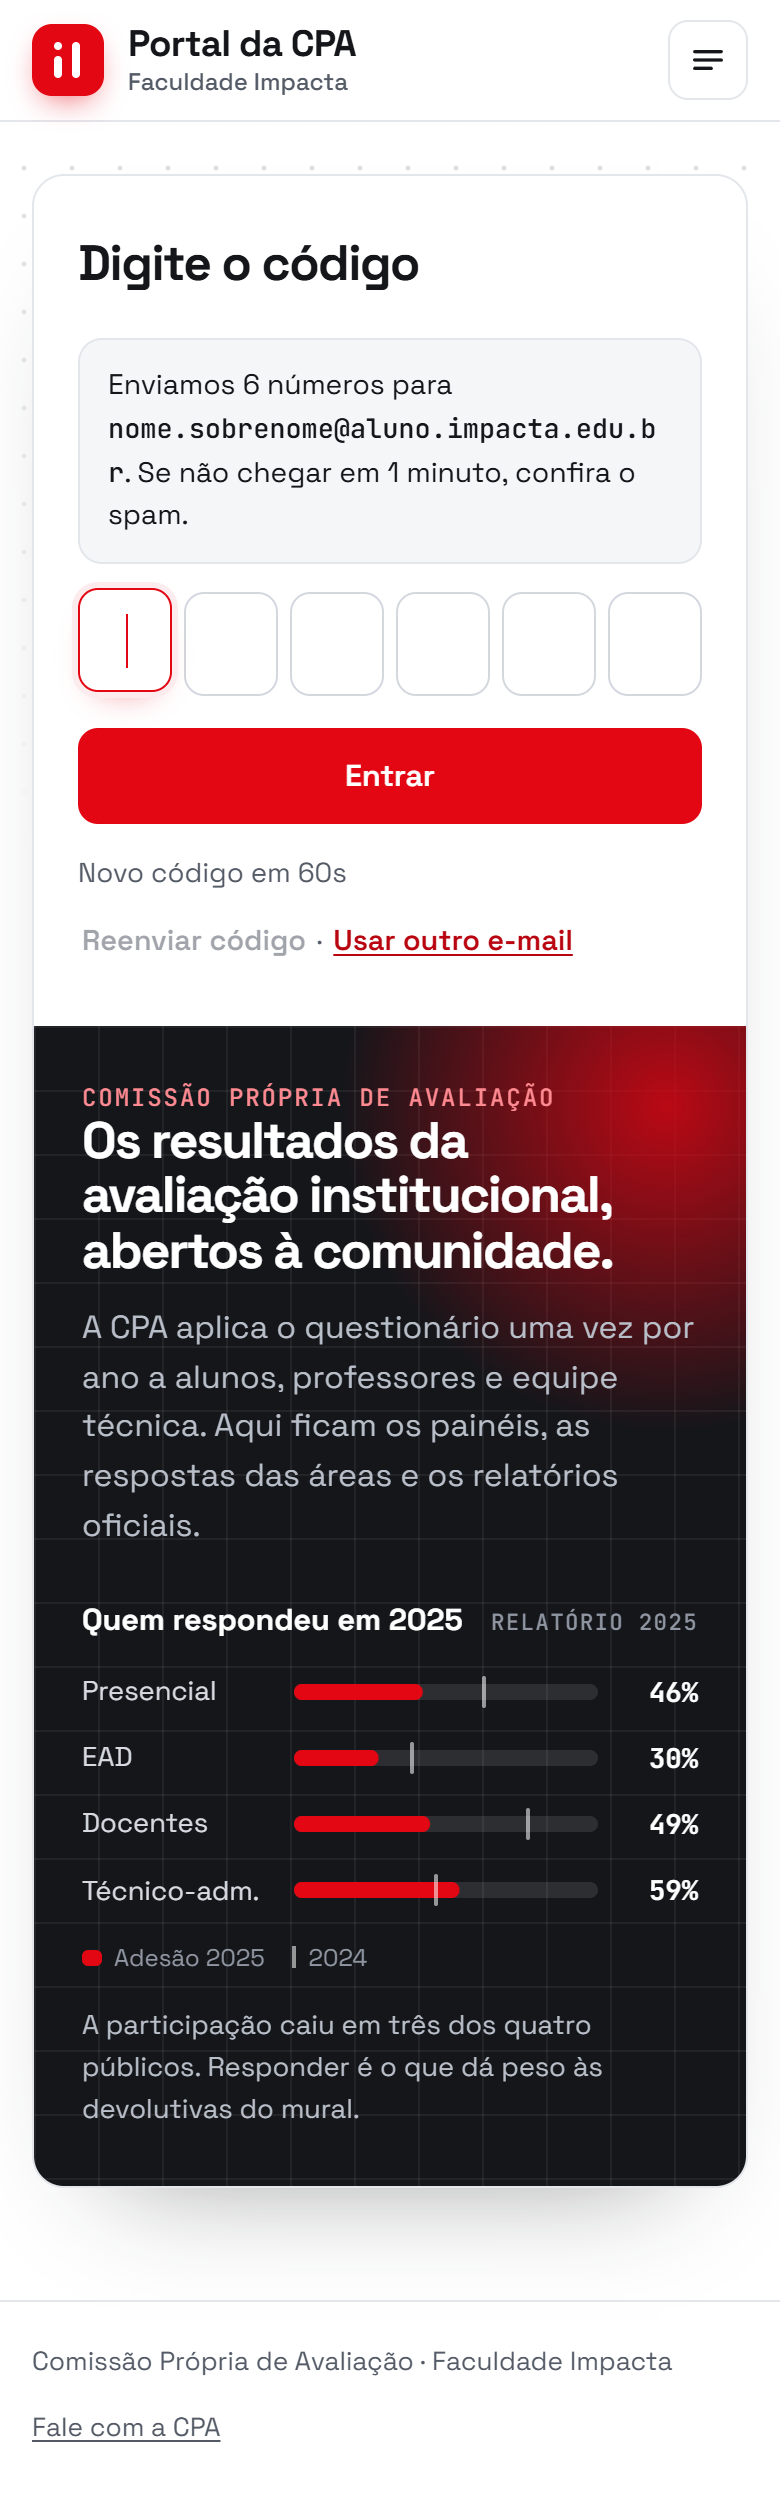 Portal da CPA
Faculdade Impacta
Digite o código
Enviamos 6 números para
nome.sobrenome@aluno.impacta.edu.b
r. Se não chegar em 1 minuto, confira o
spam.
Entrar
Novo código em 60s
Reenviar código · Usar outro e-mail
COMISSÃO PRÓPRIA DE AVALIAÇÃO
Os resultados da
avaliação institucional,
abertos à comunidade.
A CPA aplica o questionário uma vez por
ano a alunos, professores e equipe
técnica. Aqui ficam os painéis, as
respostas das áreas e os relatórios
oficiais.
Quem respondeu em 2025 RELATÓRIO 2025
Presencial 46%
EAD 30%
Docentes 49%
Técnico-adm. 59%
Adesão 2025 2024
A participação caiu em três dos quatro
públicos. Responder é o que dá peso às
devolutivas do mural.
Comissão Própria de Avaliação · Faculdade Impacta
Fale com a CPA